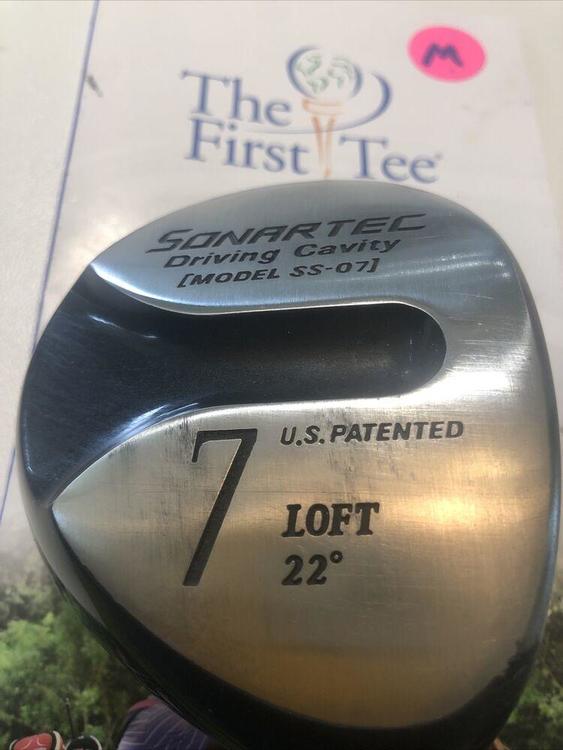 M
The
First Tee®
SONARTEC
Driving Cavity
[MODEL SS-07]
7
U.S. PATENTED
LOFT
22°